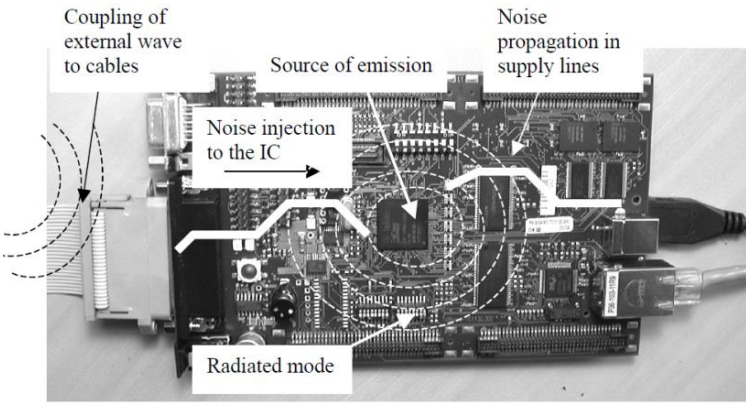 Coupling of
external wave
to cables
Noise
propagation in
supply lines
Source of emission
Noise injection
to the IC
Radiated mode